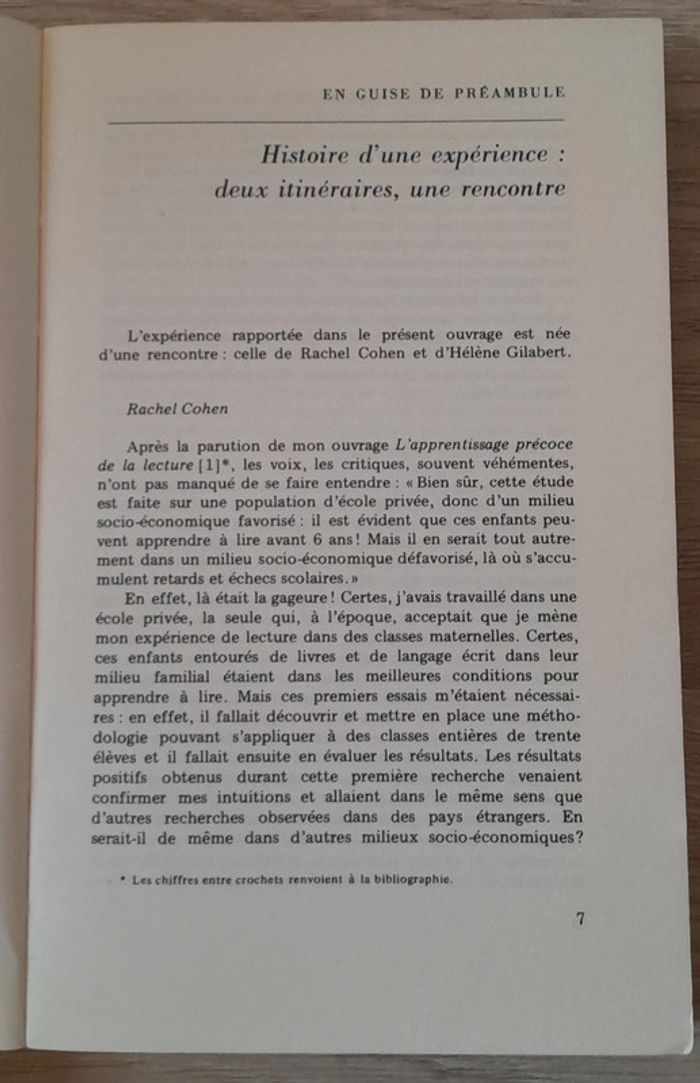 EN GUISE DE PRÉAMBULE
Histoire d'une expérience :
deux itinéraires, une rencontre
L'expérience rapportée dans le présent ouvrage est née
d'une rencontre : celle de Rachel Cohen et d'Hélène Gilabert.
Rachel Cohen
Après la parution de mon ouvrage L'apprentissage précoce
de la lecture [1]*, les voix, les critiques, souvent véhémentes,
n'ont pas manqué de se faire entendre : « Bien sûr, cette étude
est faite sur une population d'école privée, donc d'un milieu
socio-économique favorisé : il est évident que ces enfants peu-
vent apprendre à lire avant 6 ans ! Mais il en serait tout autre-
ment dans un milieu socio-économique défavorisé, là où s'accu-
mulent retards et échecs scolaires. »
En effet, là était la gageure ! Certes, j'avais travaillé dans une
école privée, la seule qui, à l'époque, acceptait que je mène
mon expérience de lecture dans des classes maternelles. Certes,
ces enfants entourés de livres et de langage écrit dans leur
milieu familial étaient dans les meilleures conditions pour
apprendre à lire. Mais ces premiers essais m'étaient nécessai-
res : en effet, il fallait découvrir et mettre en place une métho-
dologie pouvant s'appliquer à des classes entières de trente
élèves et il fallait ensuite en évaluer les résultats. Les résultats
positifs obtenus durant cette première recherche venaient
confirmer mes intuitions et allaient dans le même sens que
d'autres recherches observées dans des pays étrangers. En
serait-il de même dans d'autres milieux socio-économiques ?
* Les chiffres entre crochets renvoient à la bibliographie.
7